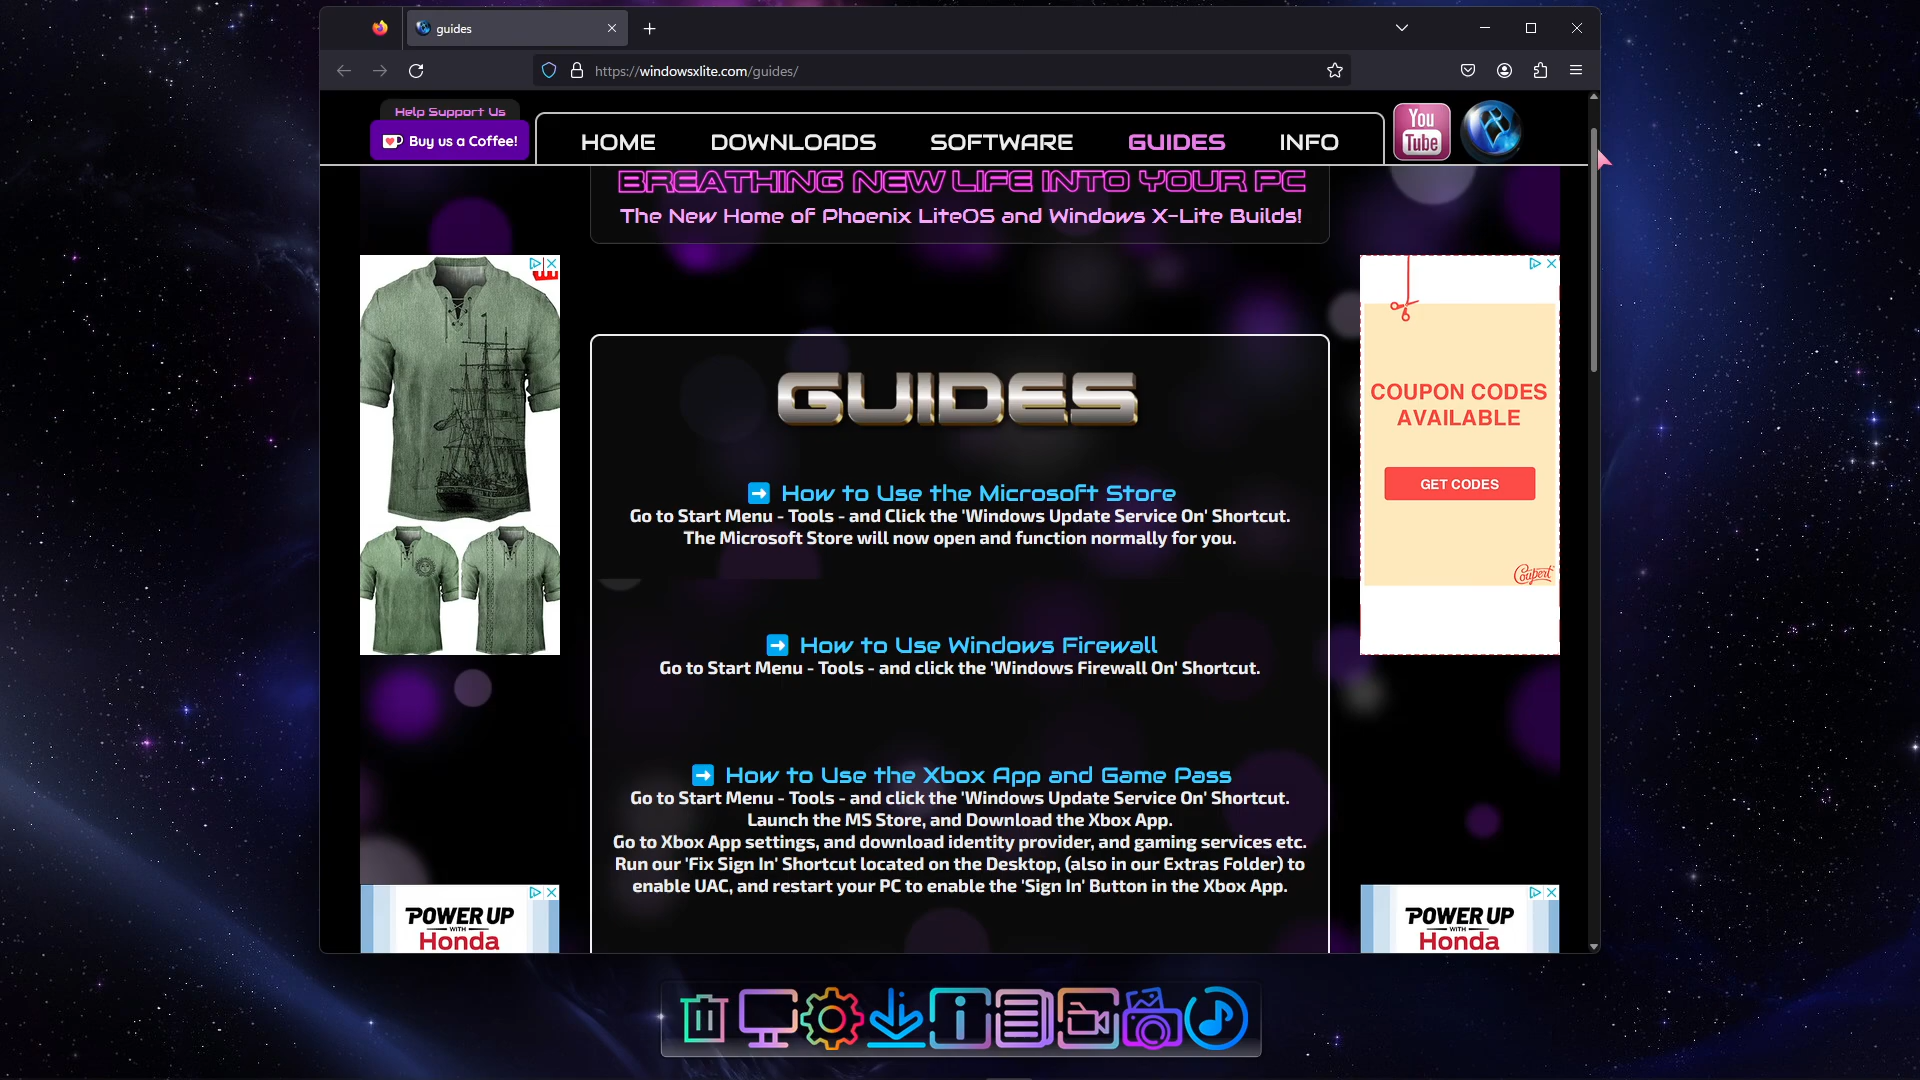 guides
https://windowsxlite.com/guides/
Help Support Us
Buy us a Coffee!
HOME
DOWNLOADS
SOFTWARE
GUIDES
INFO
You
Tube
BREATHING NEW LIFE INTO YOUR PC
The New Home of Phoenix LiteOS and Windows X-Lite Builds!
GUIDES
How to Use the Microsoft Store
Go to Start Menu - Tools - and Click the 'Windows Update Service On' Shortcut.
The Microsoft Store will now open and function normally for you.
How to Use Windows Firewall
Go to Start Menu - Tools - and click the 'Windows Firewall On' Shortcut.
How to Use the Xbox App and Game Pass
Go to Start Menu - Tools - and click the 'Windows Update Service On' Shortcut.
Launch the MS Store, and Download the Xbox App.
Go to Xbox App settings, and download identity provider, and gaming services etc.
Run our 'Fix Sign In' Shortcut located on the Desktop, (also in our Extras Folder) to
enable UAC, and restart your PC to enable the 'Sign In' Button in the Xbox App.
COUPON CODES
AVAILABLE
GET CODES
Coupert
POWER UP
WITH
Honda
POWER UP
WITH
Honda